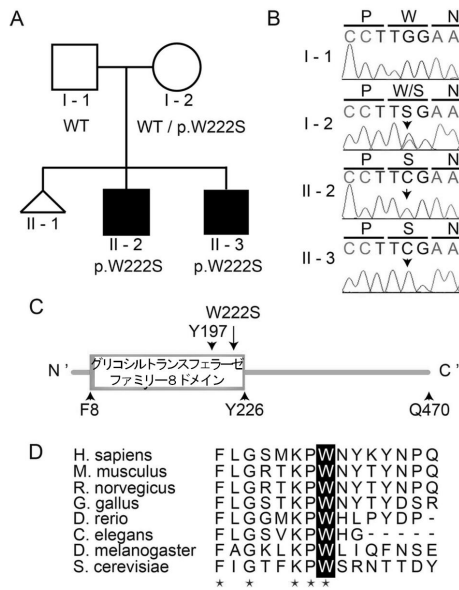 A
I - 1
I - 2
WT
WT / p.W222S
II - 1
II - 2
II - 3
p.W222S
p.W222S
B
P W N
C C T T G G A A
I - 1
P W/S N
C C T T S G A A
I - 2
P S N
C C T T C G A A
II - 2
P S N
C C T T C G A A
II - 3
C
W222S
Y197
N '
グリコシルトランスフェラーゼ
ファミリー8ドメイン
C '
F8
Y226
Q470
D
H. sapiens F L G S M K P W N Y K Y N P Q
M. musculus F L G R T K P W N Y T Y N P Q
R. norvegicus F L G R T K P W N Y T Y N P Q
G. gallus F L G S T K P W N Y T Y D S R
D. rerio F L G G M K P W H L P Y D P -
C. elegans F L G S V K P W H G - - - - -
D. melanogaster F A G K L K P W L I Q F N S E
S. cerevisiae F I G T F K P W S R N T T D Y
* * * * *